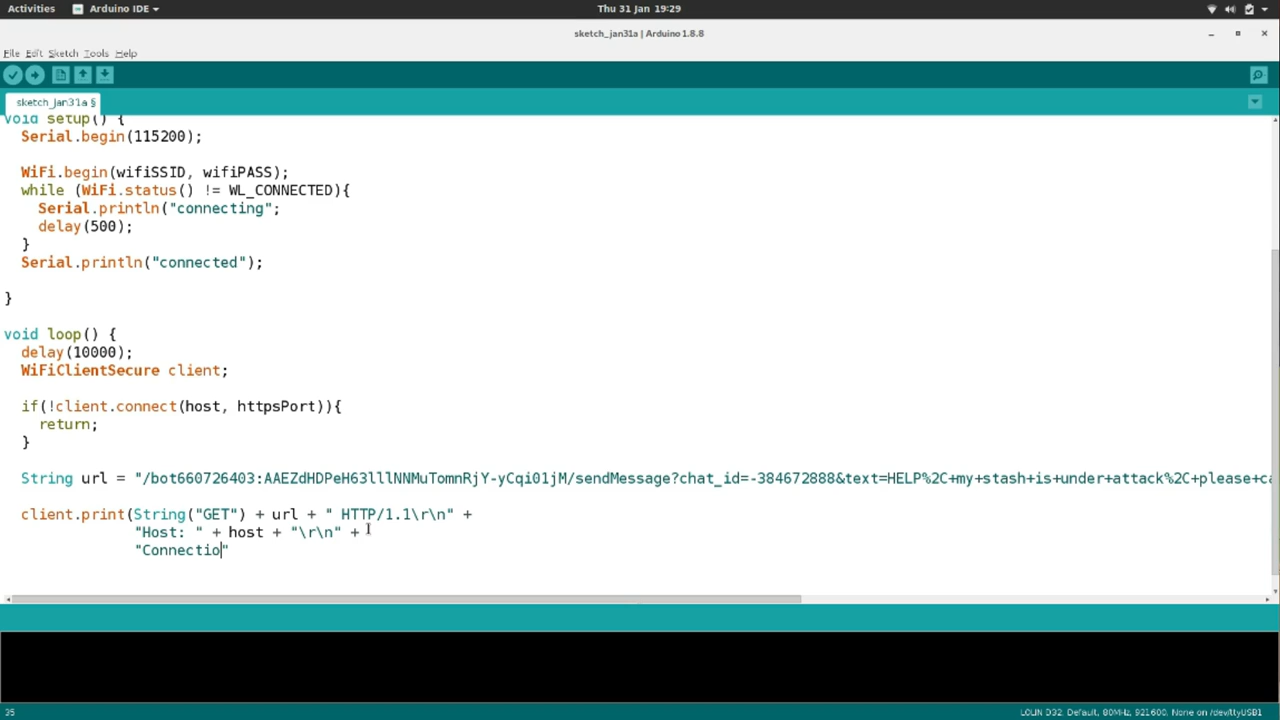 Activities Arduino IDE Thu 31 Jan 19:29
sketch_jan31a | Arduino 1.8.8
File Edit Sketch Tools Help
sketch_jan31a §
void setup() {
Serial.begin(115200);
WiFi.begin(wifiSSID, wifiPASS);
while (WiFi.status() != WL_CONNECTED){
Serial.println("connecting";
delay(500);
}
Serial.println("connected");
}
void loop() {
delay(10000);
WiFiClientSecure client;
if(!client.connect(host, httpsPort)){
return;
}
String url = "/bot660726403:AAEZdHDPeH63lllNNMuTomnRjY-yCqi01jM/sendMessage?chat_id=-384672888&text=HELP%2C+my+stash+is+under+attack%2C+please+ca
client.print(String("GET") + url + " HTTP/1.1\r\n" +
"Host: " + host + "\r\n" +
"Connectio"
35 LOLIN D32, Default, 80MHz, 921600, None on /dev/ttyUSB1